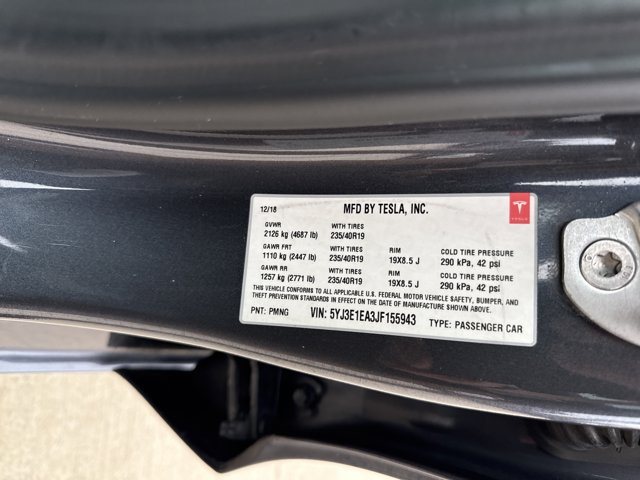 12/18 MFD BY TESLA, INC.
TESLA
GVWR WITH TIRES
2126 kg (4687 lb) 235/40R19
GAWR FRT WITH TIRES RIM COLD TIRE PRESSURE
1110 kg (2447 lb) 235/40R19 19X8.5 J 290 kPa, 42 psi
GAWR RR WITH TIRES RIM COLD TIRE PRESSURE
1257 kg (2771 lb) 235/40R19 19X8.5 J 290 kPa, 42 psi
THIS VEHICLE CONFORMS TO ALL APPLICABLE U.S. FEDERAL MOTOR VEHICLE SAFETY, BUMPER, AND
THEFT PREVENTION STANDARDS IN EFFECT ON THE DATE OF MANUFACTURE SHOWN ABOVE.
PNT: PMNG VIN: 5YJ3E1EA3JF155943 TYPE: PASSENGER CAR